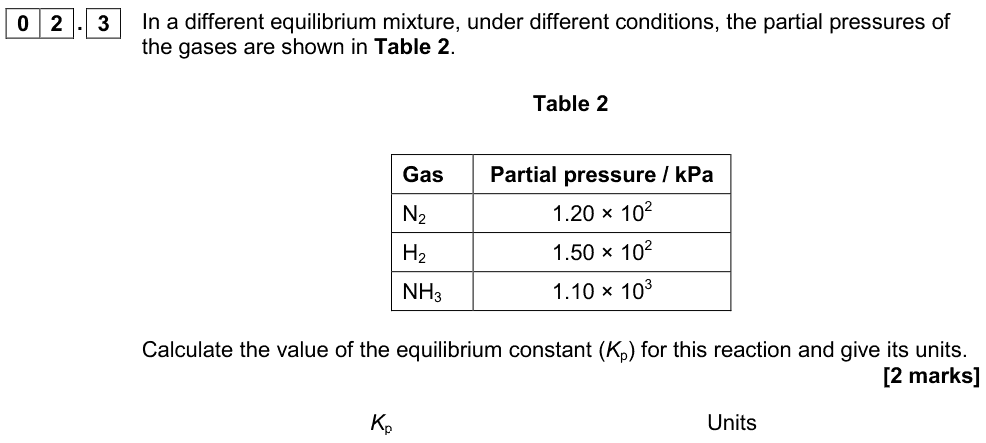 0 2 . 3 In a different equilibrium mixture, under different conditions, the partial pressures of
the gases are shown in Table 2.
Table 2
Gas Partial pressure / kPa
N₂ 1.20 × 10²
H₂ 1.50 × 10²
NH₃ 1.10 × 10³
Calculate the value of the equilibrium constant (Kₚ) for this reaction and give its units.
[2 marks]
Kₚ Units